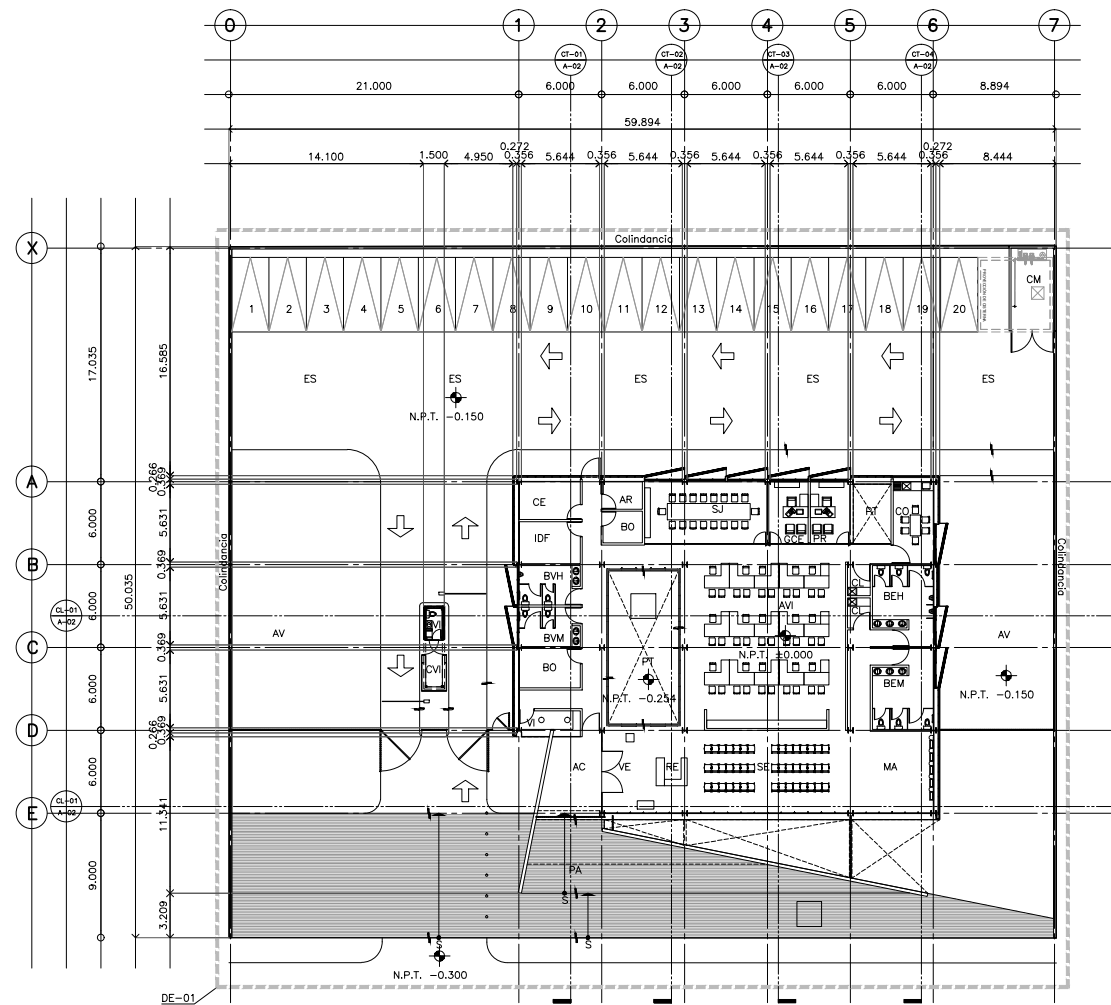 0 1 2 3 4 5 6 7
CT-01 A-02 CT-02 A-02 CT-03 A-02 CT-04 A-02
21.000 6.000 6.000 6.000 6.000 6.000 8.894
59.894
0.272 0.272
14.100 1.500 4.950 0.356 5.644 0.356 5.644 0.356 5.644 0.356 5.644 0.356 5.644 0.356 8.444
X
Colindancia
CM
1 2 3 4 5 6 7 8 9 10 11 12 13 14 15 16 17 18 19 20
17.035
16.585
ES ES ES ES ES
N.P.T. -0.150
0.266
0.369
A
CE AR SJ RT CO
BO
6.000
5.631
IDF GCE PR
B
0.369
Colindancia
Colindancia
BVH CL BEH
50.035
6.000
5.631
CL-01
A-02
VI AVI CL
AV BVM AV
C
0.369
N.P.T. ±0.000
CVI BO PT BEM
6.000
5.631
N.P.T. -0.254
N.P.T. -0.150
VI
D
0.369
0.266
AC VE RE SE MA
6.000
11.341
CL-01
A-02
E
PA
9.000
S
3.209
S S
N.P.T. -0.300
DE-01